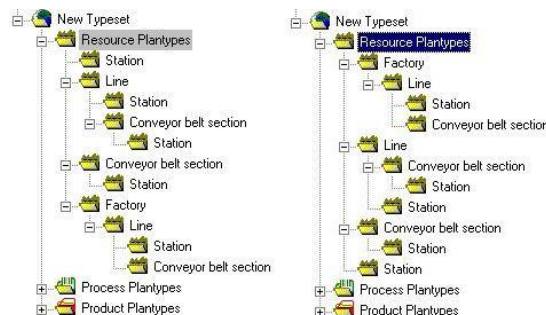 New Typeset
Resource Plantypes
Station
Line
Station
Conveyor belt section
Station
Conveyor belt section
Station
Factory
Line
Station
Conveyor belt section
Process Plantypes
Product Plantypes
New Typeset
Resource Plantypes
Factory
Line
Station
Conveyor belt section
Line
Conveyor belt section
Station
Station
Conveyor belt section
Station
Station
Process Plantypes
Product Plantypes